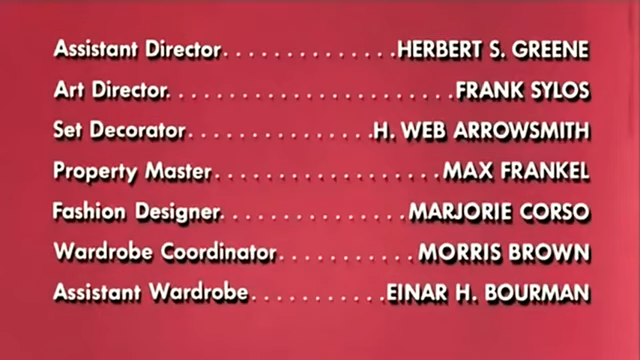 Assistant Director..............HERBERT S. GREENE
Art Director.......................FRANK SYLOS
Set Decorator...............H. WEB ARROWSMITH
Property Master..................MAX FRANKEL
Fashion Designer..............MARJORIE CORSO
Wardrobe Coordinator...........MORRIS BROWN
Assistant Wardrobe...........EINAR H. BOURMAN